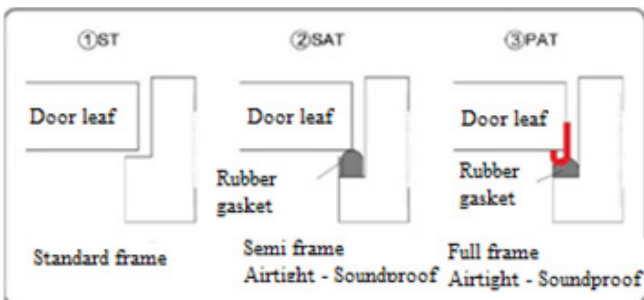 ①ST
Door leaf
Standard frame
②SAT
Door leaf
Rubber
gasket
Semi frame
Airtight - Soundproof
③PAT
Door leaf
Rubber
gasket
Full frame
Airtight - Soundproof